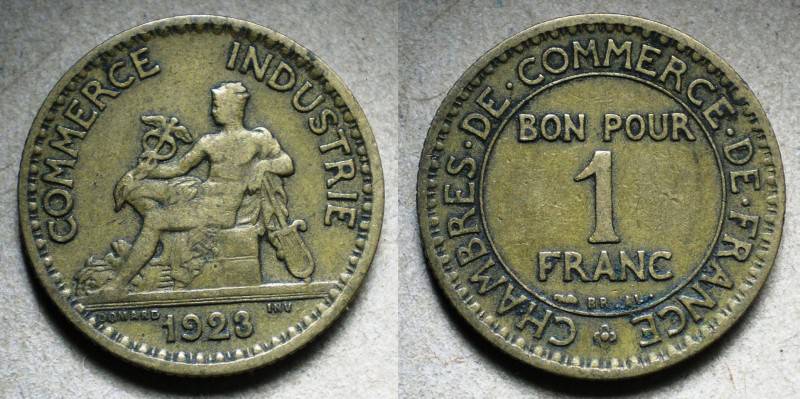 COMMERCE INDUSTRIE
DOMARD INV
1923
CHAMBRES·DE·COMMERCE·DE·FRANCE
BON POUR
1
FRANC